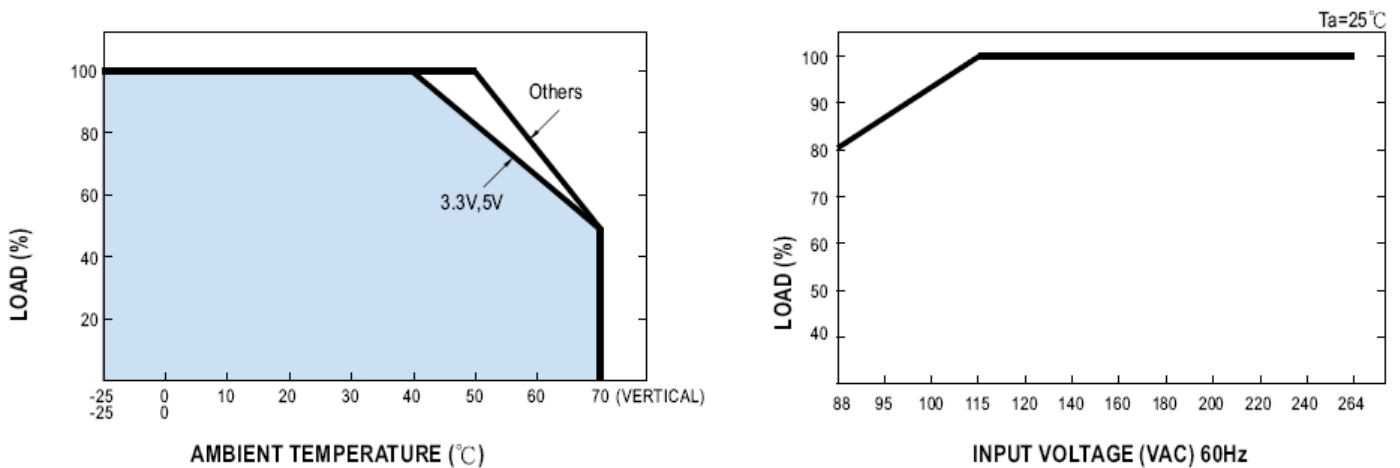 Ta=25℃
100
80
60
40
20
LOAD (%)
Others
3.3V,5V
-25 0 10 20 30 40 50 60 70 (VERTICAL)
-25 0
AMBIENT TEMPERATURE (℃)
100
90
80
70
60
50
40
LOAD (%)
88 95 100 115 120 140 160 180 200 220 240 264
INPUT VOLTAGE (VAC) 60Hz